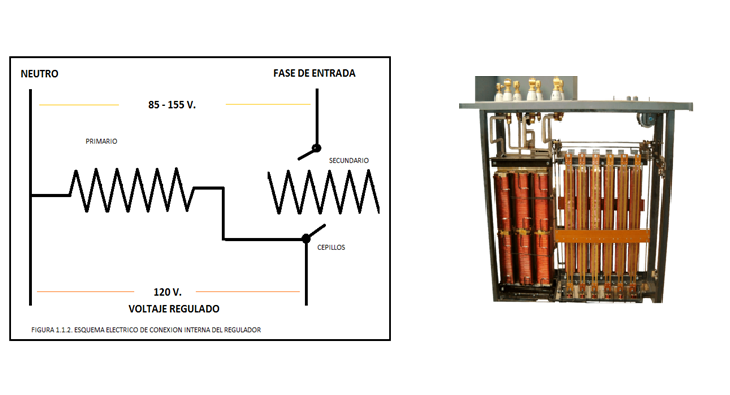 NEUTRO
FASE DE ENTRADA
85 - 155 V.
PRIMARIO
SECUNDARIO
CEPILLOS
120 V.
VOLTAJE REGULADO
FIGURA 1.1.2. ESQUEMA ELECTRICO DE CONEXION INTERNA DEL REGULADOR